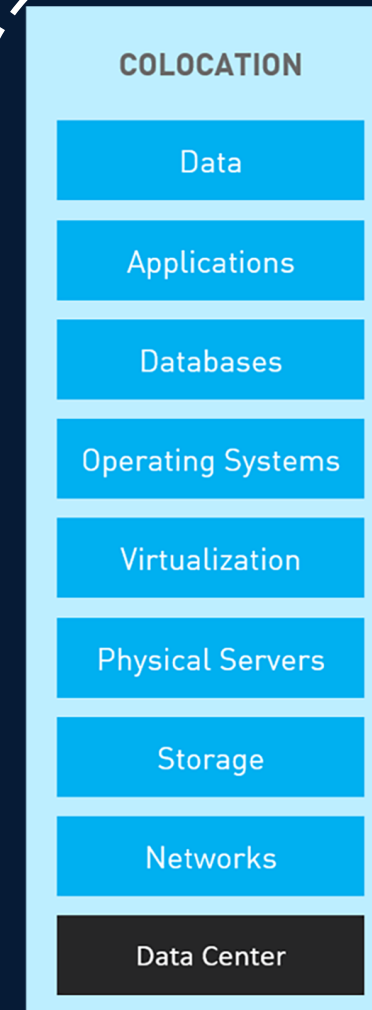 COLOCATION
Data
Applications
Databases
Operating Systems
Virtualization
Physical Servers
Storage
Networks
Data Center